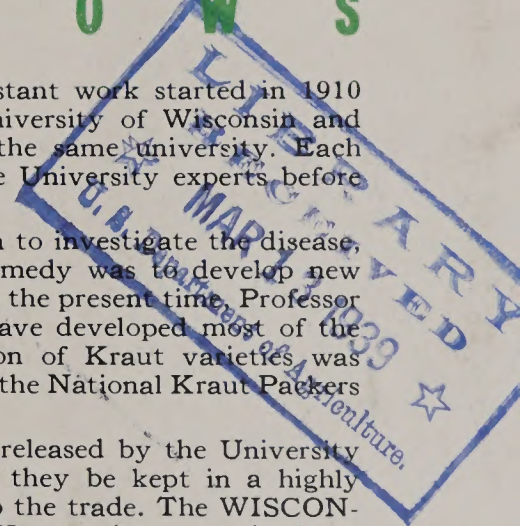 O W S
stant work started in 1910
niversity of Wisconsin and
the same university. Each
e University experts before
n to investigate the disease,
medy was to develop new
the present time, Professor
ave developed most of the
on of Kraut varieties was
the National Kraut Packers
released by the University
they be kept in a highly
o the trade. The WISCON-
LIBRARY
RECEIVED
☆ MAR 13 1939 ☆
U. S. Department of Agriculture.